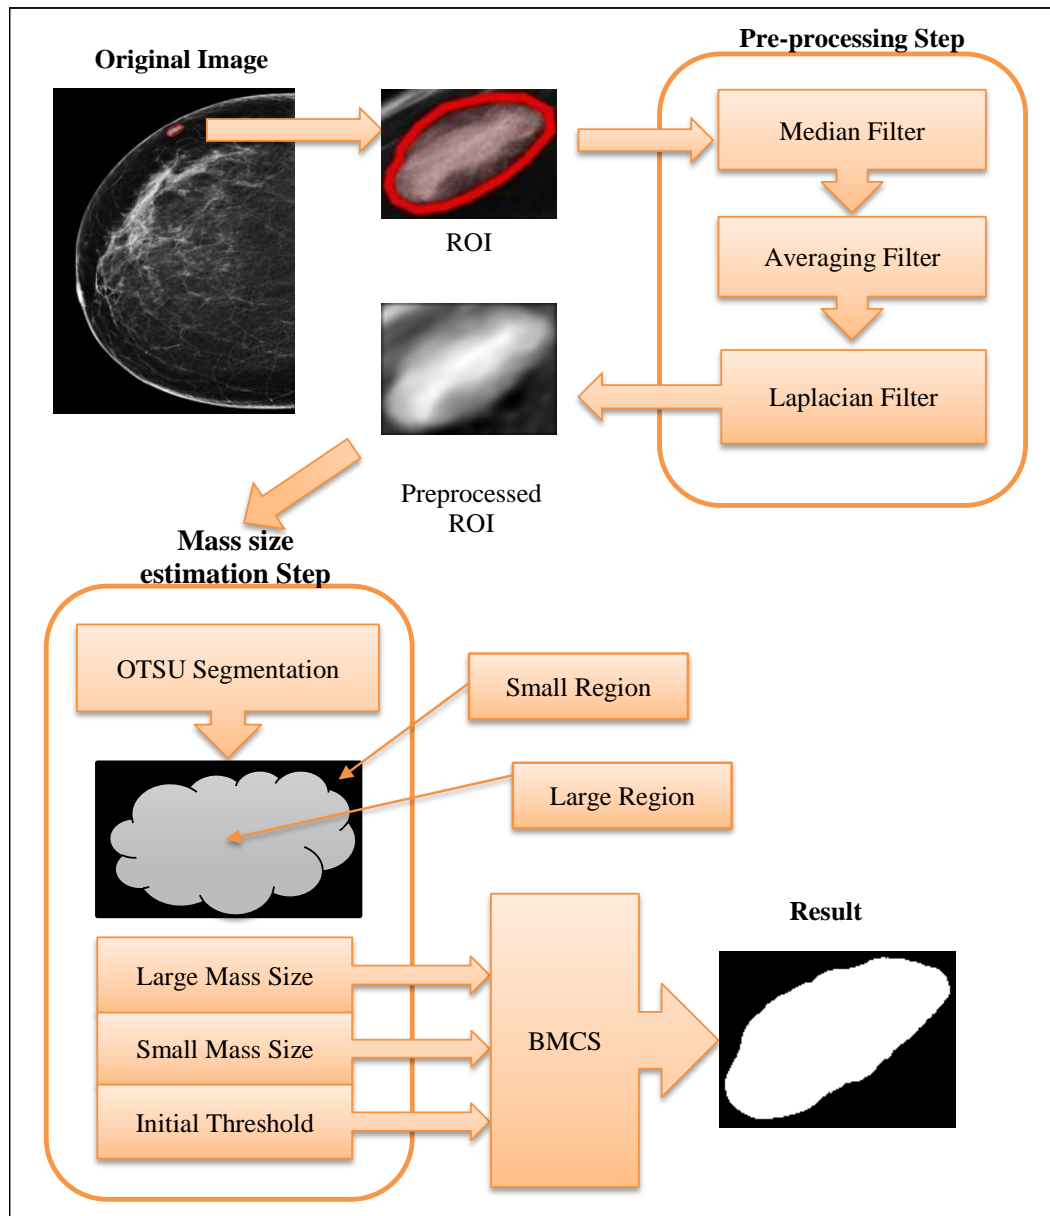 Original Image
Pre-processing Step
Median Filter
ROI
Averaging Filter
Laplacian Filter
Preprocessed
ROI
Mass size
estimation Step
OTSU Segmentation
Small Region
Large Region
Large Mass Size
Small Mass Size
Initial Threshold
BMCS
Result